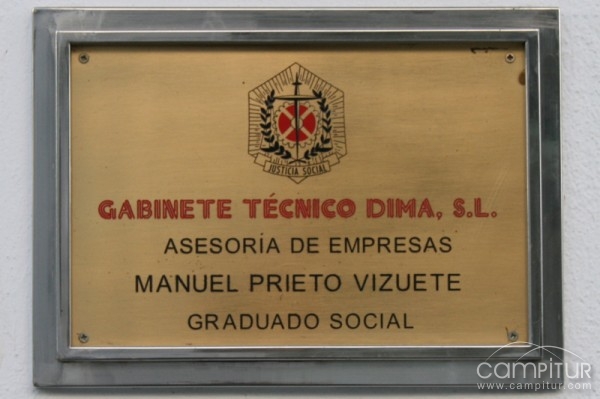 JUSTICIA SOCIAL
GABINETE TÉCNICO DIMA, S.L.
ASESORÍA DE EMPRESAS
MANUEL PRIETO VIZUETE
GRADUADO SOCIAL
CAMPITUR
www.campitur.com